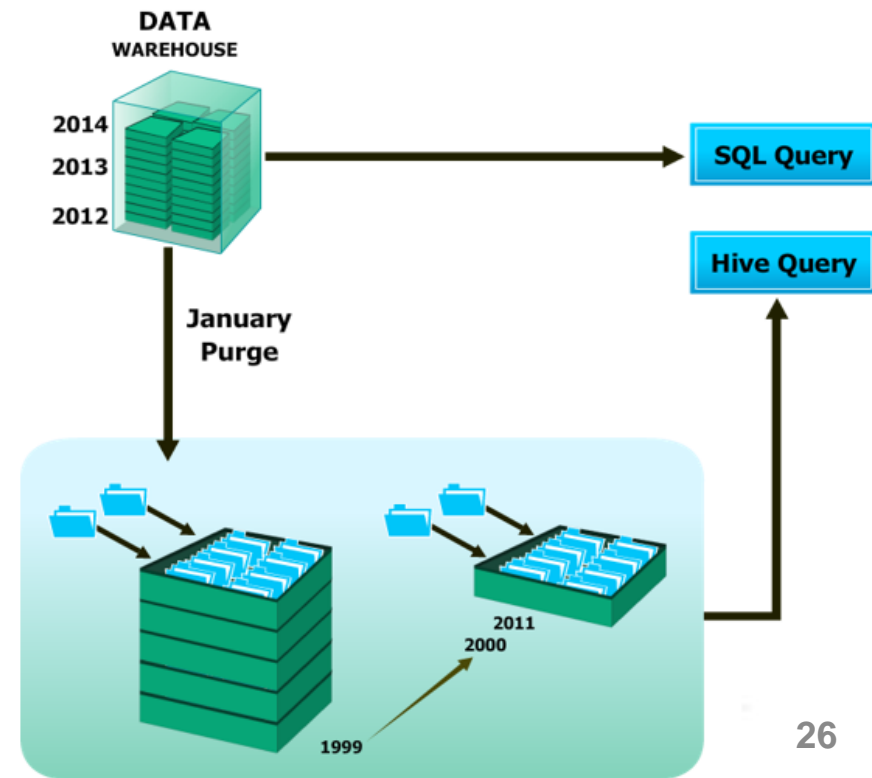 DATA
WAREHOUSE
2014
2013
2012
SQL Query
Hive Query
January
Purge
2011
2000
1999
26